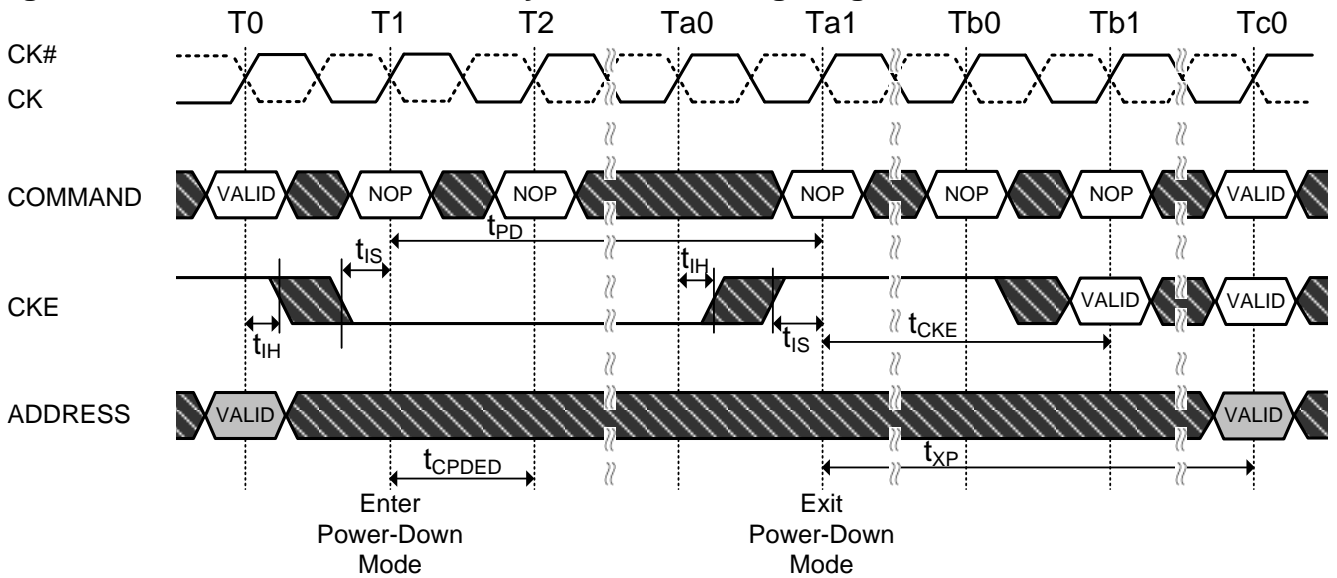 T0 T1 T2 Ta0 Ta1 Tb0 Tb1 Tc0
CK#
CK
COMMAND VALID NOP NOP NOP NOP NOP VALID
tPD
tIS tIH
CKE VALID VALID
tIH tIS tCKE
ADDRESS VALID VALID
tCPDED tXP
Enter Exit
Power-Down Power-Down
Mode Mode